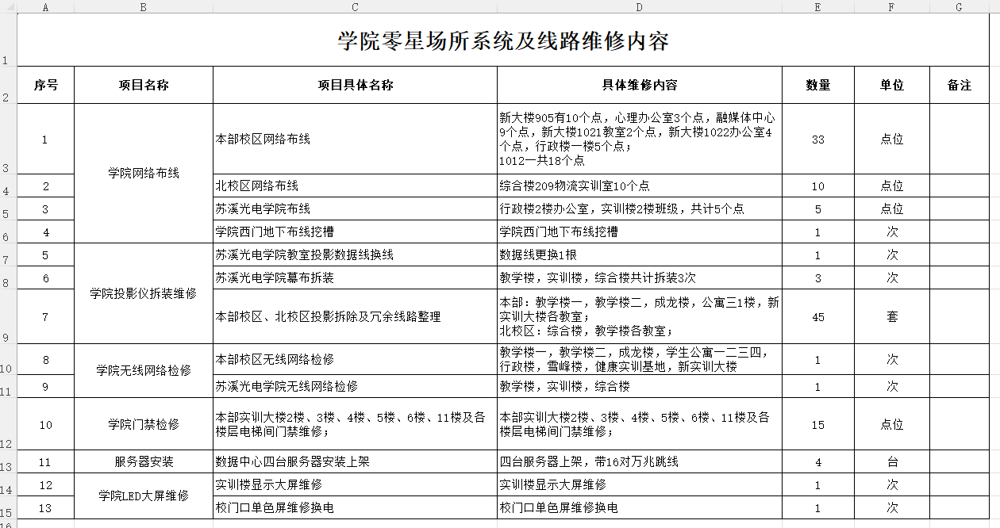 A B C D E F G
1 学院零星场所系统及线路维修内容
2 序号 项目名称 项目具体名称 具体维修内容 数量 单位 备注
新大楼905有10个点，心理办公室3个点，融媒体中心
9个点，新大楼1021教室2个点，新大楼1022办公室4
个点，行政楼一楼5个点；
1012一共18个点
3 1 学院网络布线 本部校区网络布线 33 点位
4 2 北校区网络布线 综合楼209物流实训室10个点 10 点位
5 3 苏溪光电学院布线 行政楼2楼办公室，实训楼2楼班级，共计5个点 5 点位
6 4 学院西门地下布线挖槽 学院西门地下布线挖槽 1 次
7 5 学院投影仪拆装维修 苏溪光电学院教室投影数据线换线 数据线更换1根 1 次
8 6 苏溪光电学院幕布拆装 教学楼，实训楼，综合楼共计拆装3次 3 次
9 7 本部校区、北校区投影拆除及冗余线路整理 45 套
本部：教学楼一，教学楼二，成龙楼，公寓三1楼，新
实训大楼各教室；
北校区：综合楼，教学楼各教室；
10 8 学院无线网络检修 本部校区无线网络检修 1 次
教学楼一，教学楼二，成龙楼，学生公寓一二三四，
行政楼，雪峰楼，健康实训基地，新实训大楼
11 9 苏溪光电学院无线网络检修 教学楼，实训楼，综合楼 1 次
12 10 学院门禁检修 15 点位
本部实训大楼2楼、3楼、4楼、5楼、6楼、11楼及各
楼层电梯间门禁维修；
本部实训大楼2楼、3楼、4楼、5楼、6楼、11楼及各
楼层电梯间门禁维修；
13 11 服务器安装 数据中心四台服务器安装上架 四台服务器上架，带16对万兆跳线 4 台
14 12 学院LED大屏维修 实训楼显示大屏维修 实训楼显示大屏维修 1 次
15 13 校门口单色屏维修换电 校门口单色屏维修换电 1 次